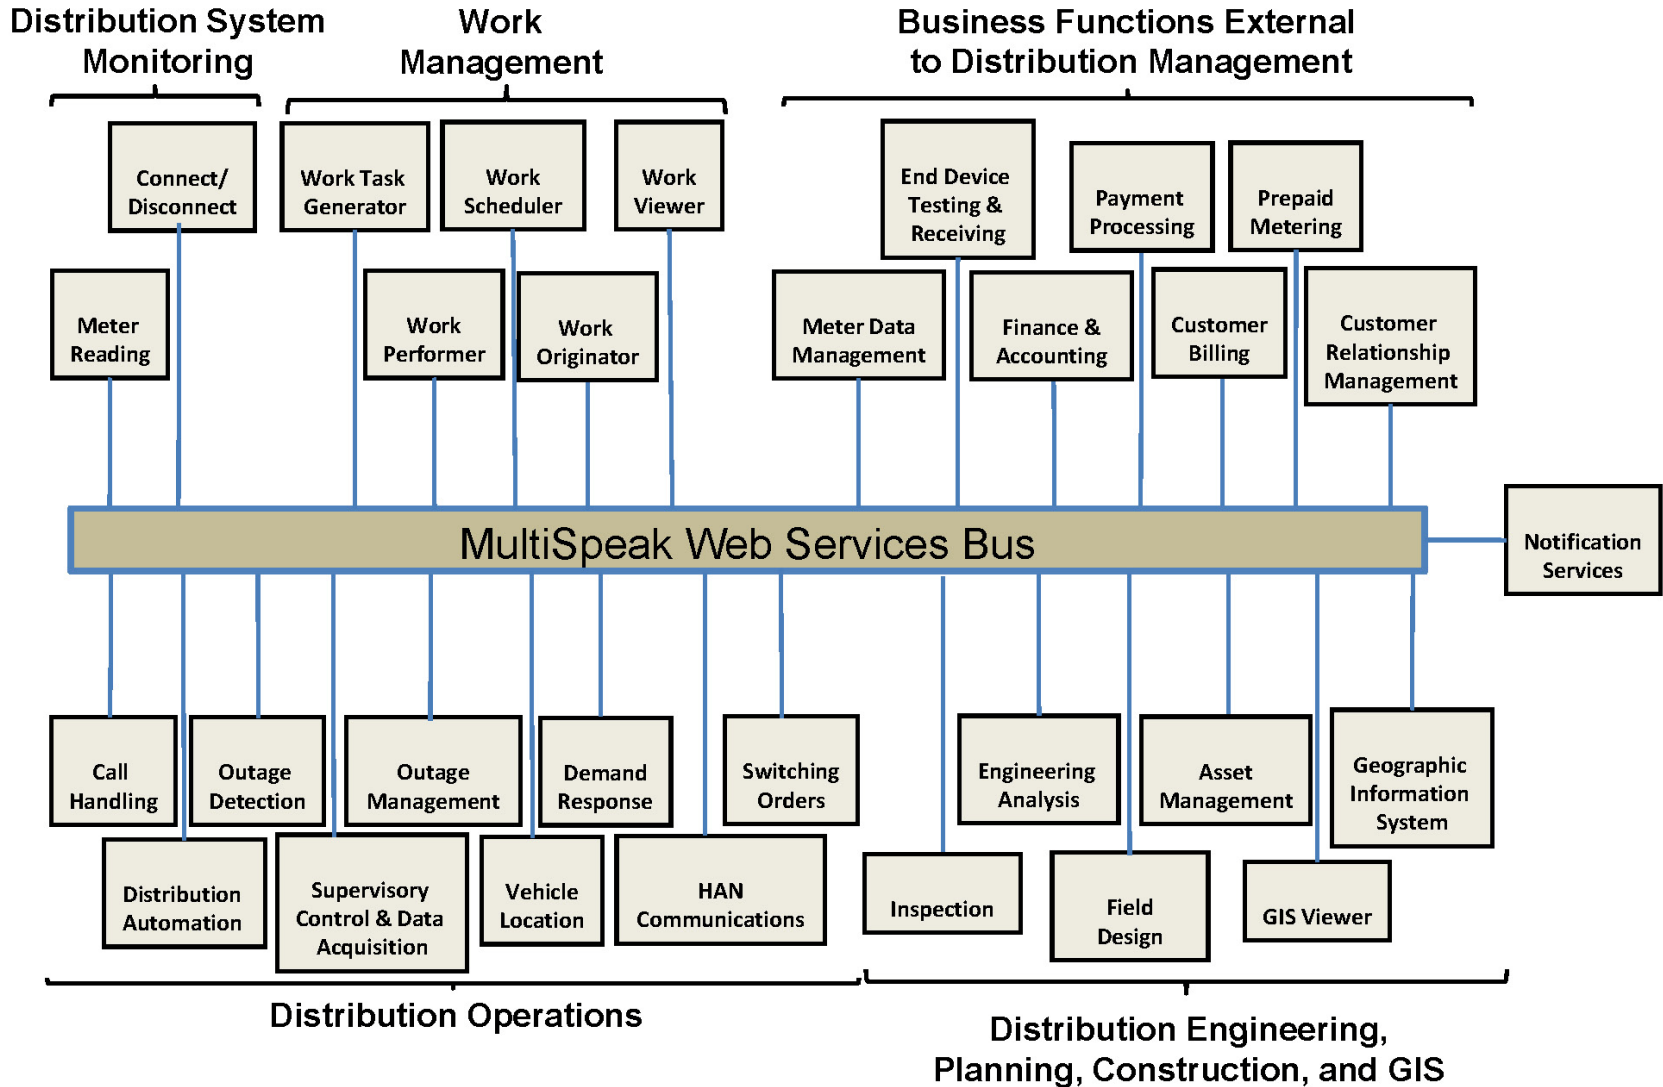 Distribution System
Monitoring
Work
Management
Business Functions External
to Distribution Management
Connect/
Disconnect
Work Task
Generator
Work
Scheduler
Work
Viewer
End Device
Testing &
Receiving
Payment
Processing
Prepaid
Metering
Meter
Reading
Work
Performer
Work
Originator
Meter Data
Management
Finance &
Accounting
Customer
Billing
Customer
Relationship
Management
MultiSpeak Web Services Bus
Notification
Services
Call
Handling
Outage
Detection
Outage
Management
Demand
Response
Switching
Orders
Engineering
Analysis
Asset
Management
Geographic
Information
System
Distribution
Automation
Supervisory
Control & Data
Acquisition
Vehicle
Location
HAN
Communications
Inspection
Field
Design
GIS Viewer
Distribution Operations
Distribution Engineering,
Planning, Construction, and GIS